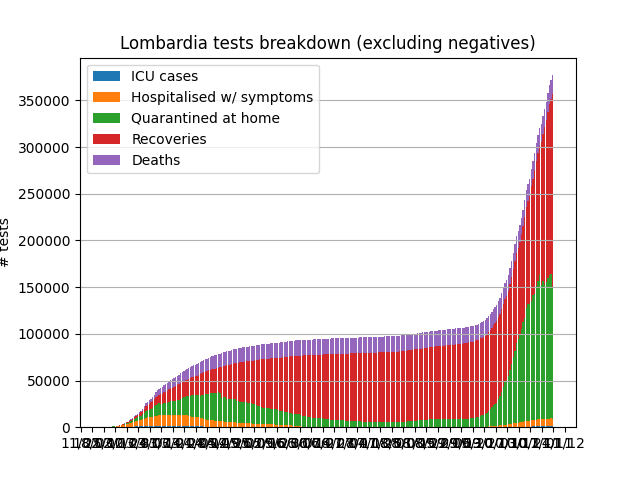 Lombardia tests breakdown (excluding negatives)
ICU cases
Hospitalised w/ symptoms
Quarantined at home
Recoveries
Deaths
350000
300000
250000
200000
150000
100000
50000
0
# tests